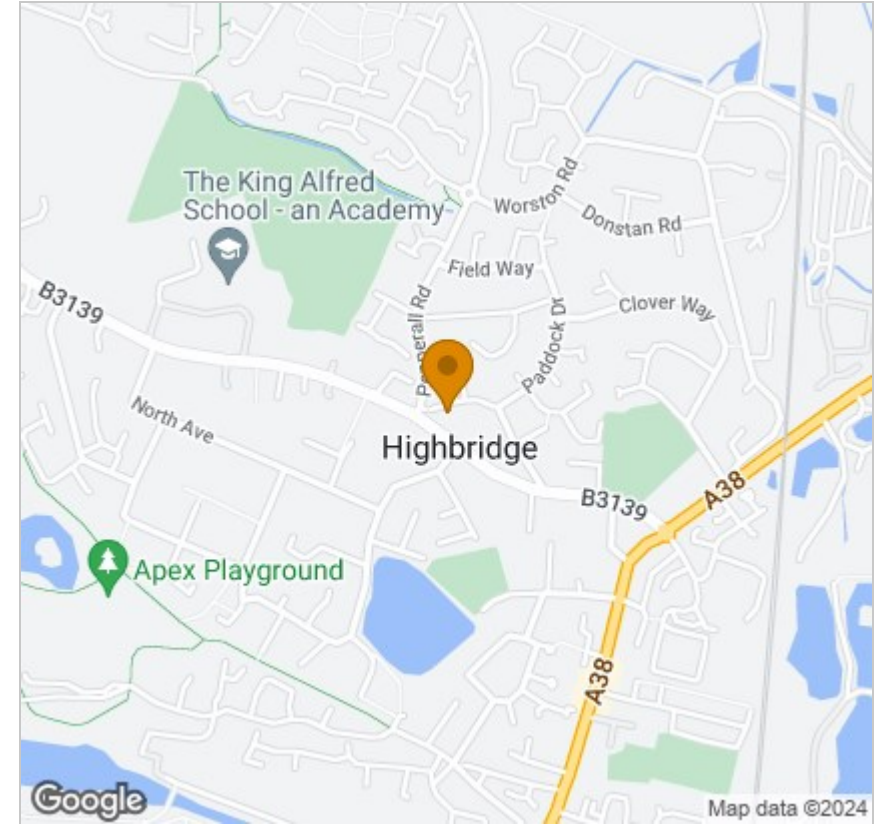 The King Alfred
School - an Academy
Worston Rd
Donstan Rd
Field Way
B3139
Clover Way
Paddock Dr
North Ave
Highbridge
A38
B3139
Apex Playground
A38
Google
Map data ©2024